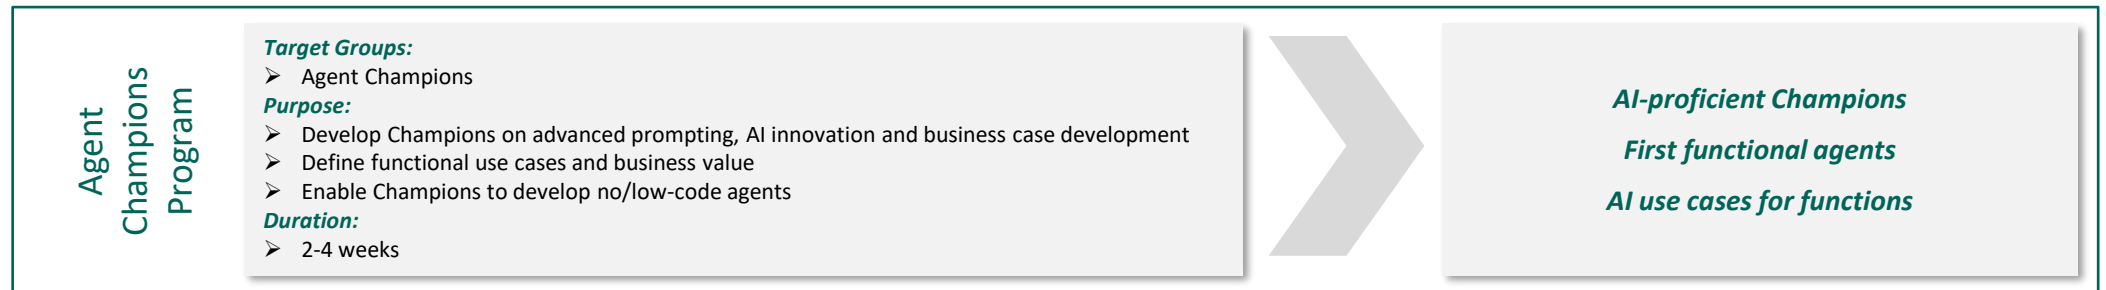 Agent
Champions
Program
Target Groups:
➢ Agent Champions
Purpose:
➢ Develop Champions on advanced prompting, AI innovation and business case development
➢ Define functional use cases and business value
➢ Enable Champions to develop no/low-code agents
Duration:
➢ 2-4 weeks
AI-proficient Champions
First functional agents
AI use cases for functions